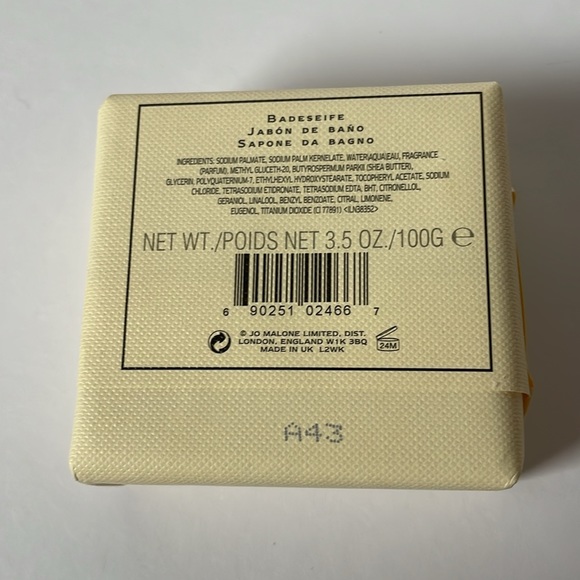 BADESEIFE
JABÓN DE BAÑO
SAPONE DA BAGNO
INGREDIENTS: SODIUM PALMATE, SODIUM PALM KERNELATE, WATER\AQUA\EAU, FRAGRANCE
(PARFUM), METHYL GLUCETH-20, BUTYROSPERMUM PARKII (SHEA BUTTER),
GLYCERIN, POLYQUATERNIUM-7, ETHYLHEXYL HYDROXYSTEARATE, TOCOPHERYL ACETATE, SODIUM
CHLORIDE, TETRASODIUM ETIDRONATE, TETRASODIUM EDTA, BHT, CITRONELLOL,
GERANIOL, LINALOOL, BENZYL BENZOATE, CITRAL, LIMONENE,
EUGENOL, TITANIUM DIOXIDE (CI 77891) <ILN38352>
NET WT./POIDS NET 3.5 OZ./100G ℮
6 90251 02466 7
© JO MALONE LIMITED, DIST.
LONDON, ENGLAND W1K 3BQ
MADE IN UK L2WK
24M
A43